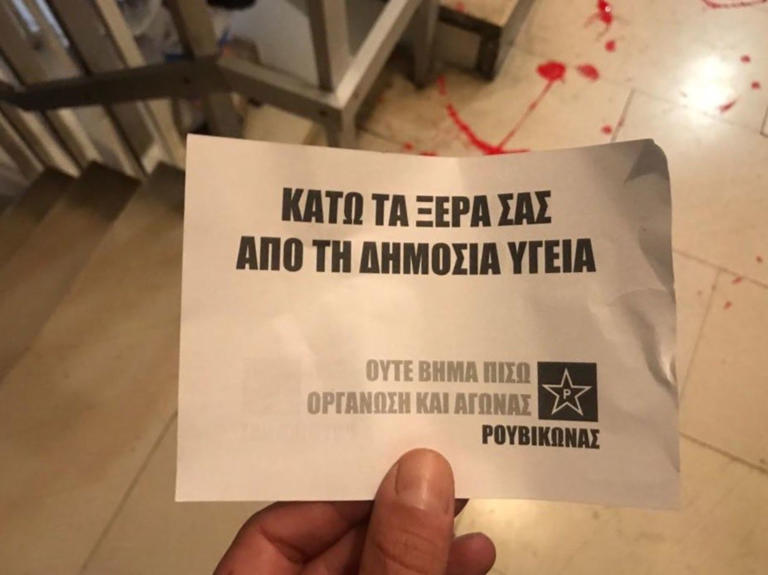 ΚΑΤΩ ΤΑ ΞΕΡΑ ΣΑΣ
ΑΠΟ ΤΗ ΔΗΜΟΣΙΑ ΥΓΕΙΑ
ΟΥΤΕ ΒΗΜΑ ΠΙΣΩ
ΟΡΓΑΝΩΣΗ ΚΑΙ ΑΓΩΝΑΣ
Ρ
ΡΟΥΒΙΚΩΝΑΣ